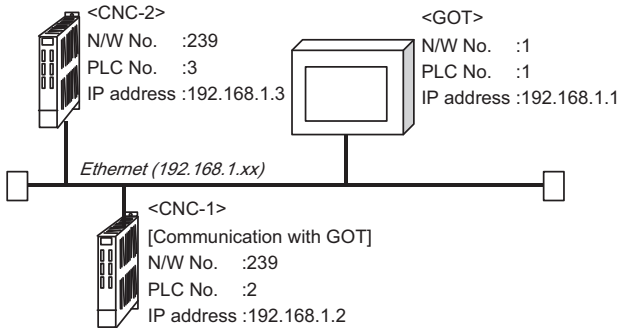 <CNC-2>
N/W No. :239
PLC No. :3
IP address :192.168.1.3
<GOT>
N/W No. :1
PLC No. :1
IP address :192.168.1.1
Ethernet (192.168.1.xx)
<CNC-1>
[Communication with GOT]
N/W No. :239
PLC No. :2
IP address :192.168.1.2